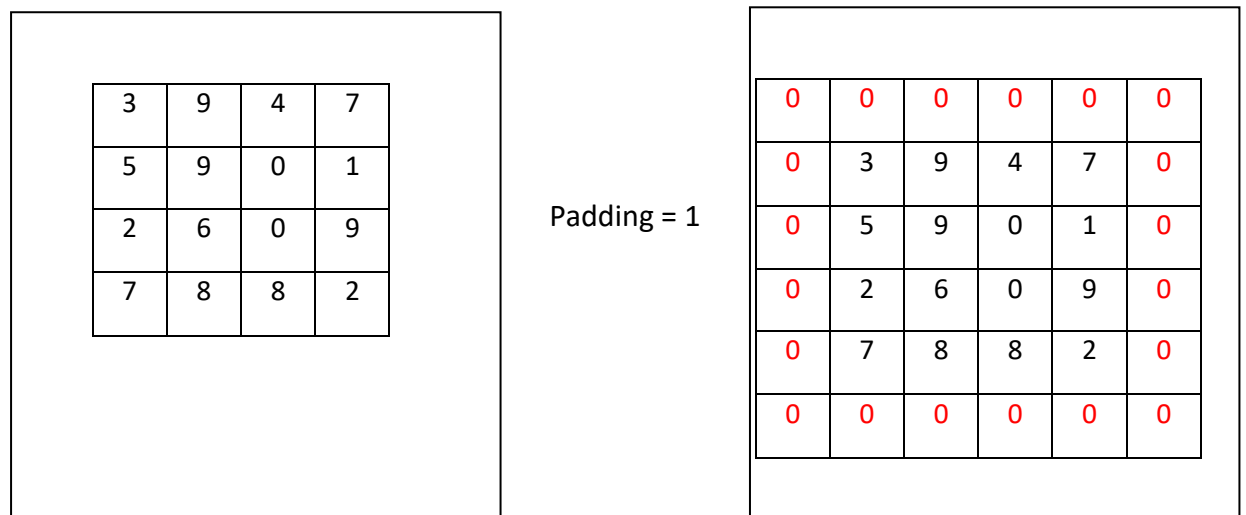 3 9 4 7
5 9 0 1
2 6 0 9
7 8 8 2
Padding = 1
0 0 0 0 0 0
0 3 9 4 7 0
0 5 9 0 1 0
0 2 6 0 9 0
0 7 8 8 2 0
0 0 0 0 0 0